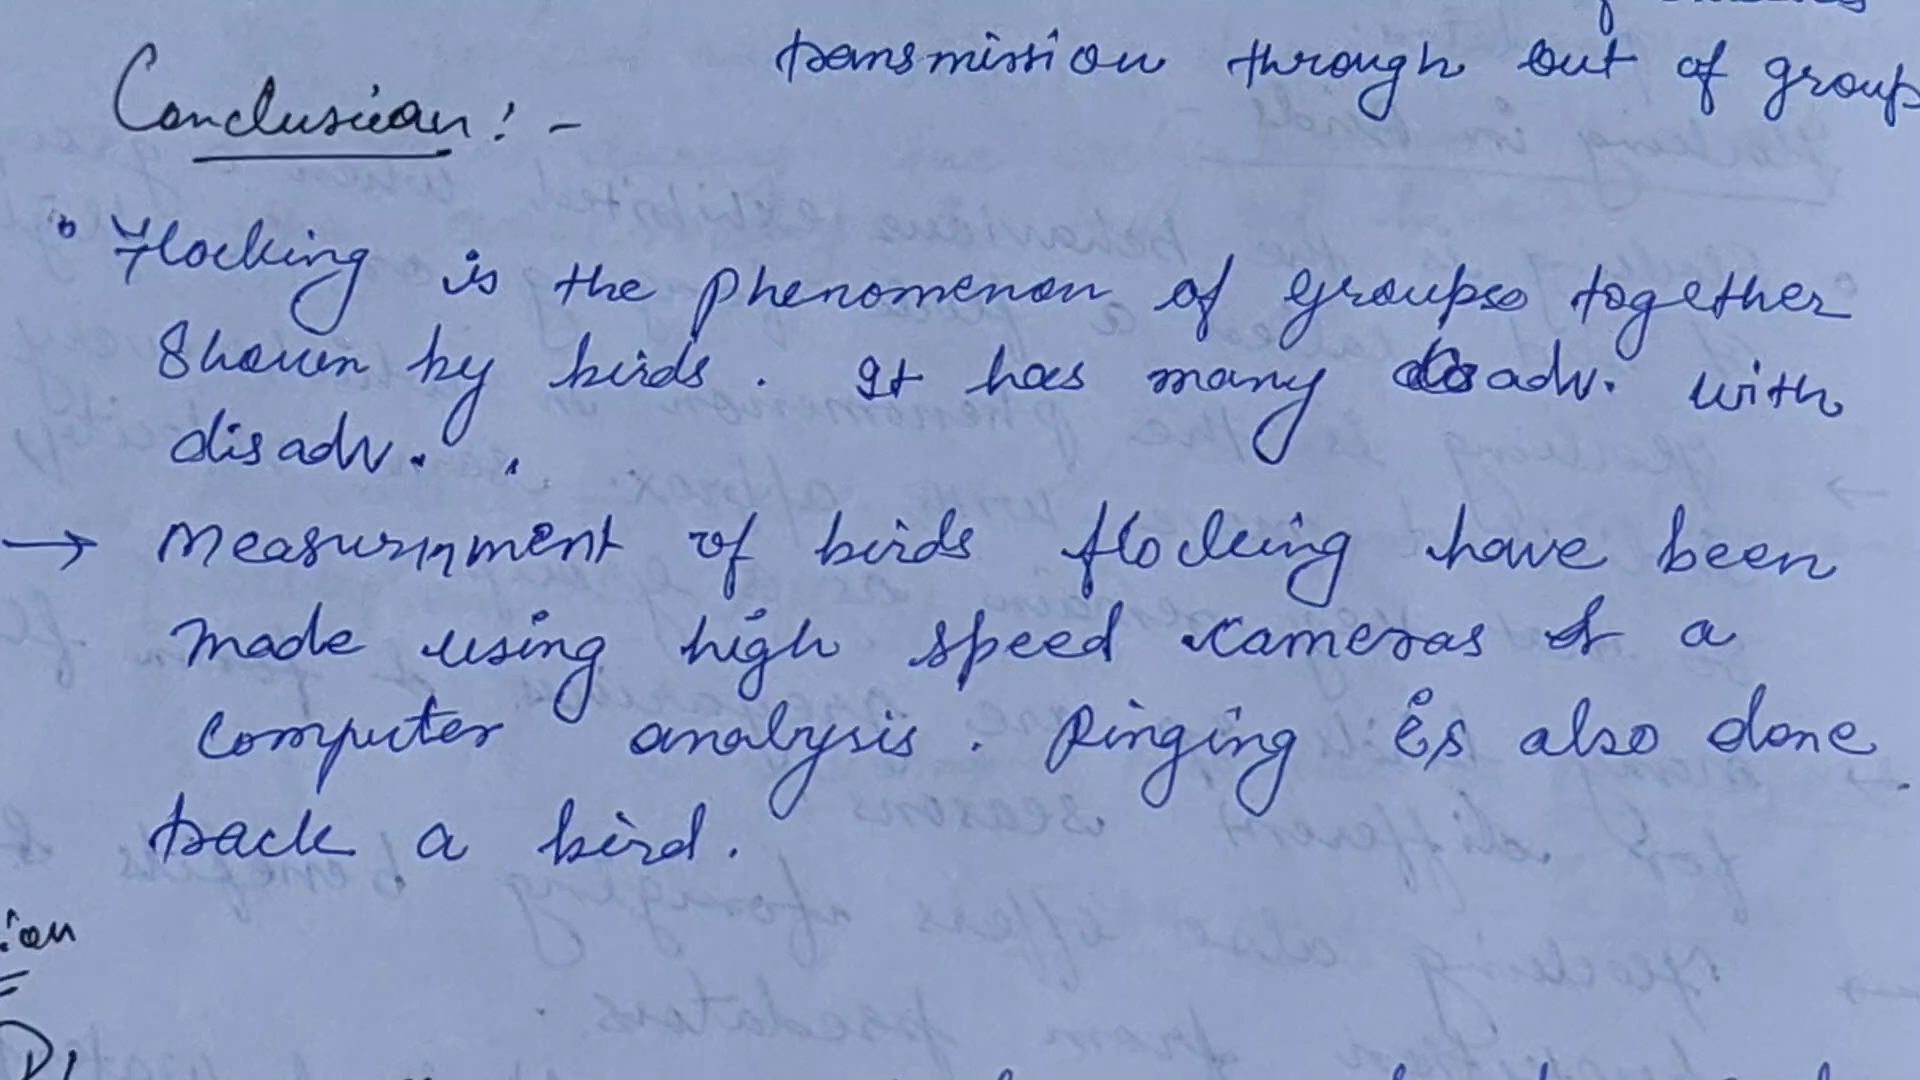 transmission through out of group
Conclusion : -
Flocking is the phenomenon of groups together
Shown by birds. It has many adv. with
disadv. .
→ Measurnment of birds flocking have been
made using high speed cameras & a
computer analysis. Ringing is also done
track a bird.